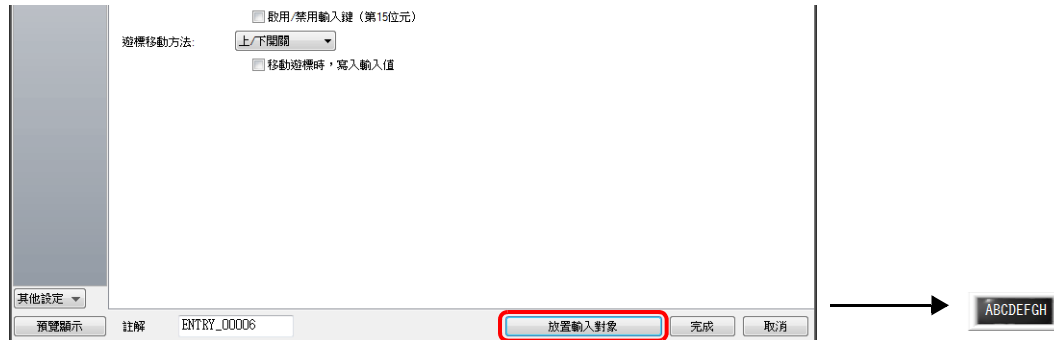 啟用/禁用輸入鍵（第15位元）
遊標移動方法: 上/下開關
移動遊標時，寫入輸入值
其他設定
預覽顯示 註解 ENTRY_00006 放置輸入對象 完成 取消
ABCDEFGH